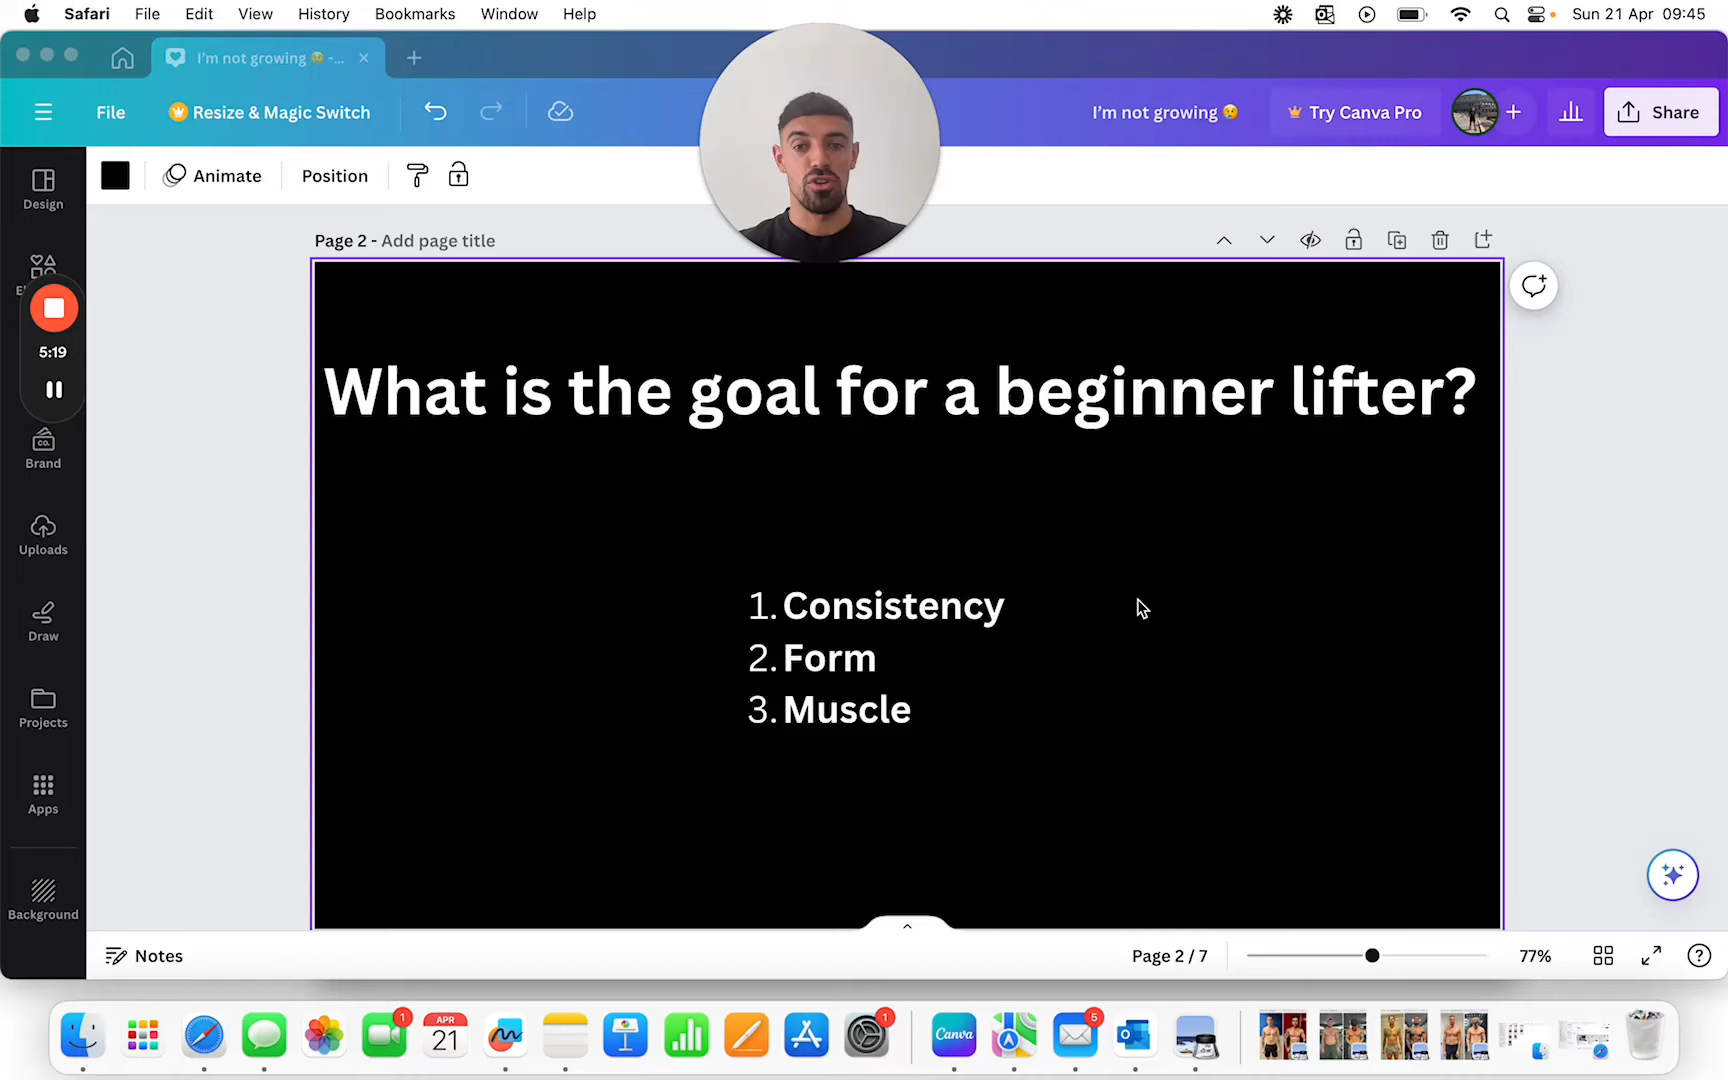 Safari File Edit View History Bookmarks Window Help Sun 21 Apr 09:45
I'm not growing 😢 -...
File Resize & Magic Switch I'm not growing 😢 Try Canva Pro Share
Animate Position
Design
Page 2 - Add page title
5:19
Brand
Uploads
Draw
Projects
Apps
Background
What is the goal for a beginner lifter?
1. Consistency
2. Form
3. Muscle
Notes Page 2 / 7 77%
1
APR
21
1
Canva
5